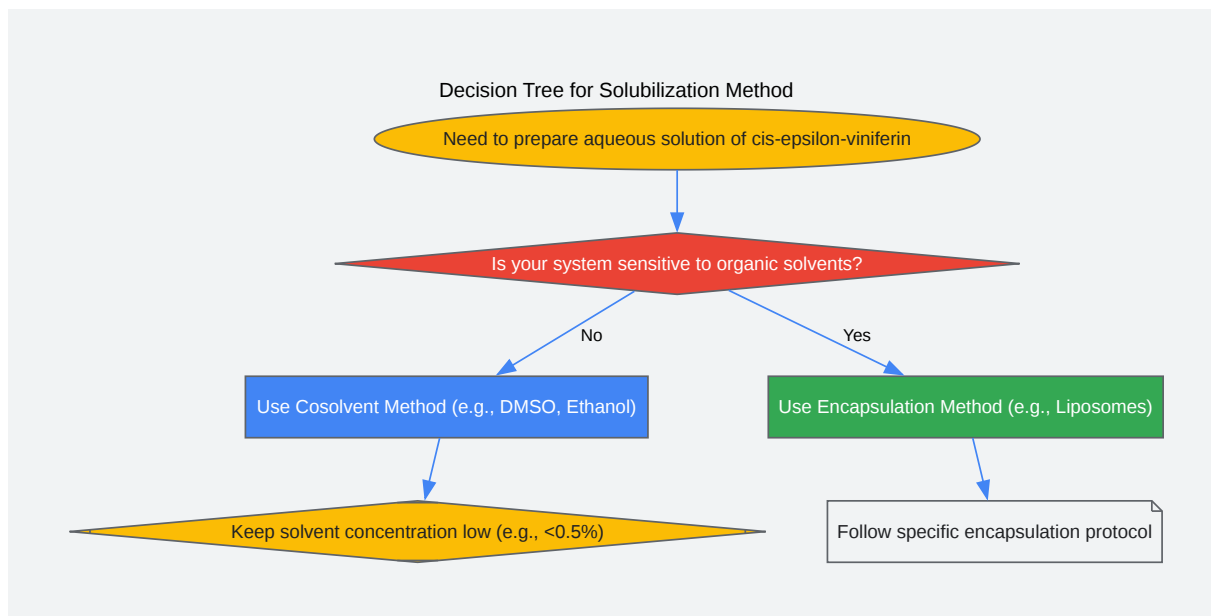 Decision Tree for Solubilization Method
Need to prepare aqueous solution of cis-epsilon-viniferin
Is your system sensitive to organic solvents?
No
Yes
Use Cosolvent Method (e.g., DMSO, Ethanol)
Use Encapsulation Method (e.g., Liposomes)
Keep solvent concentration low (e.g., <0.5%)
Follow specific encapsulation protocol